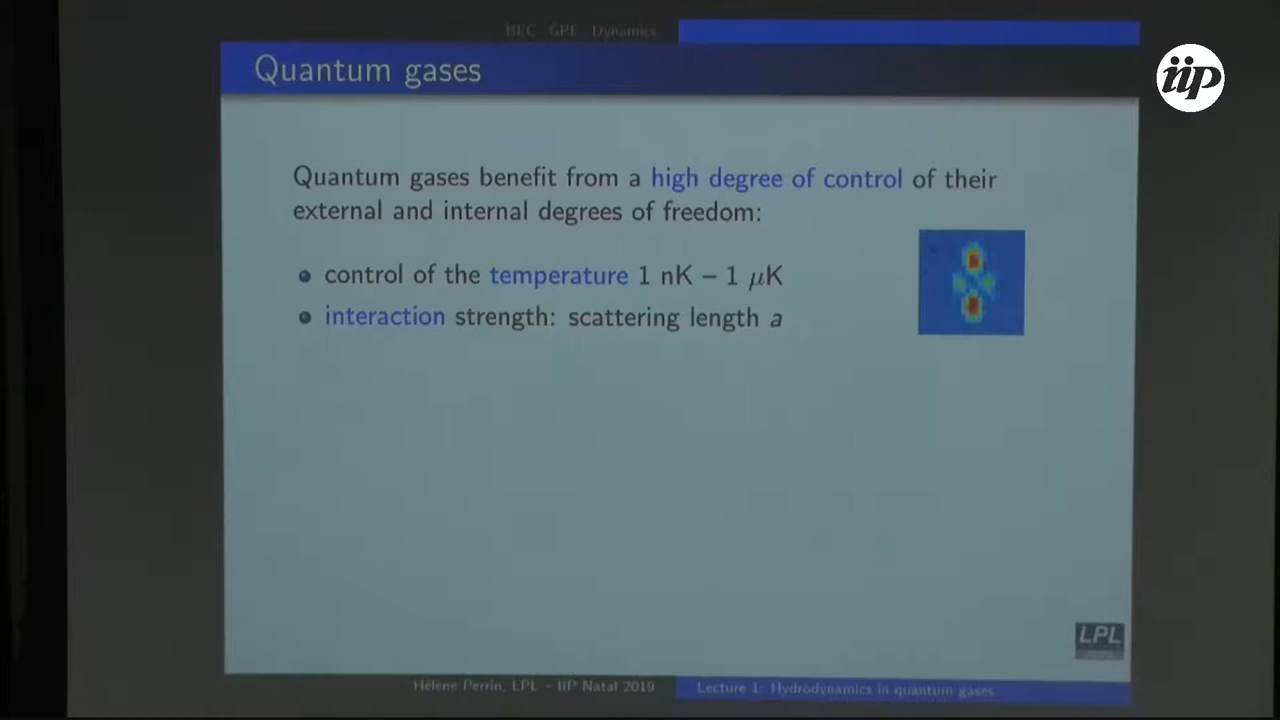 BEC GPE Dynamics
Quantum gases
iip
Quantum gases benefit from a high degree of control of their
external and internal degrees of freedom:
control of the temperature 1 nK – 1 μK
interaction strength: scattering length a
LPL
Hélène Perrin, LPL – IIP Natal 2019
Lecture 1: Hydrodynamics in quantum gases